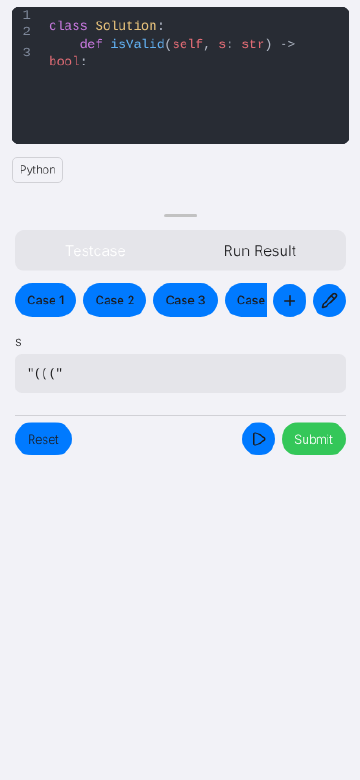 1 class Solution:
2     def isValid(self, s: str) ->
bool:
3
Python
Testcase Run Result
Case 1 Case 2 Case 3 Case
s
"((("
Reset Submit